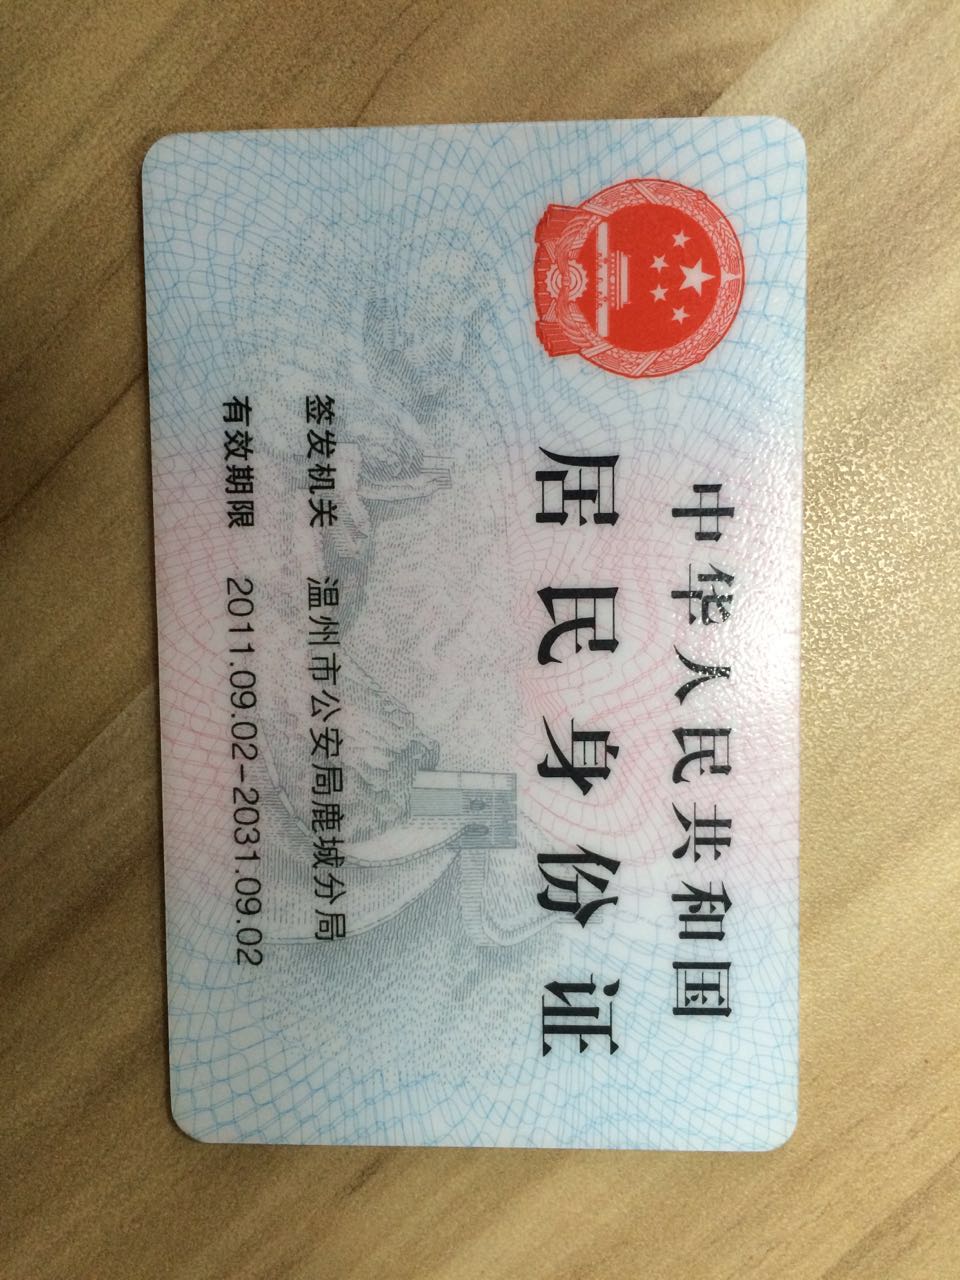 中华人民共和国
居民身份证
签发机关 温州市公安局鹿城分局
有效期限 2011.09.02-2031.09.02